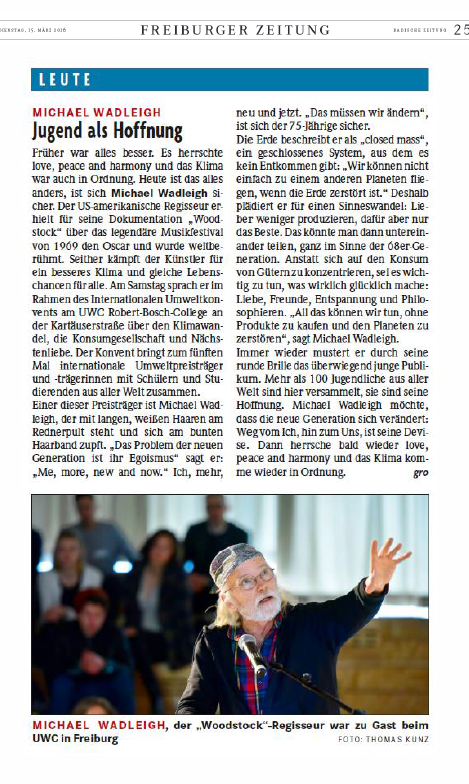 DIENSTAG, 15. MÄRZ 2016
FREIBURGER ZEITUNG
BADISCHE ZEITUNG 25
LEUTE
MICHAEL WADLEIGH
Jugend als Hoffnung
Früher war alles besser. Es herrschte
love, peace and harmony und das Klima
war auch in Ordnung. Heute ist das alles
anders, ist sich Michael Wadleigh si-
cher. Der US-amerikanische Regisseur er-
hielt für seine Dokumentation „Wood-
stock“ über das legendäre Musikfestival
von 1969 den Oscar und wurde weltbe-
rühmt. Seither kämpft der Künstler für
ein besseres Klima und gleiche Lebens-
chancen für alle. Am Samstag sprach er im
Rahmen des Internationalen Umweltkon-
vents am UWC Robert-Bosch-College an
der Kartäuserstraße über den Klimawan-
del, die Konsumgesellschaft und Nächs-
tenliebe. Der Konvent bringt zum fünften
Mal internationale Umweltpreisträger
und -trägerinnen mit Schülern und Stu-
dierenden aus aller Welt zusammen.
Einer dieser Preisträger ist Michael Wad-
leigh, der mit langen, weißen Haaren am
Rednerpult steht und sich am bunten
Haarband zupft. „Das Problem der neuen
Generation ist ihr Egoismus“ sagt er:
„Me, more, new and now.“ Ich, mehr,
neu und jetzt. „Das müssen wir ändern“,
ist sich der 75-Jährige sicher.
Die Erde beschreibt er als „closed mass“,
ein geschlossenes System, aus dem es
kein Entkommen gibt: „Wir können nicht
einfach zu einem anderen Planeten flie-
gen, wenn die Erde zerstört ist.“ Deshalb
plädiert er für einen Sinneswandel: Lie-
ber weniger produzieren, dafür aber nur
das Beste. Das könnte man dann unterein-
ander teilen, ganz im Sinne der 68er-Ge-
neration. Anstatt sich auf den Konsum
von Gütern zu konzentrieren, sei es wich-
tig zu tun, was wirklich glücklich mache:
Liebe, Freunde, Entspannung und Philo-
sophieren. „All das können wir tun, ohne
Produkte zu kaufen und den Planeten zu
zerstören“, sagt Michael Wadleigh.
Immer wieder mustert er durch seine
runde Brille das überwiegend junge Publi-
kum. Mehr als 100 Jugendliche aus aller
Welt sind hier versammelt, sie sind seine
Hoffnung. Michael Wadleigh möchte,
dass die neue Generation sich verändert:
Weg vom Ich, hin zum Uns, ist seine Devi-
se. Dann herrsche bald wieder love,
peace and harmony und das Klima kom-
me wieder in Ordnung. gro
MICHAEL WADLEIGH, der „Woodstock“-Regisseur war zu Gast beim
UWC in Freiburg
FOTO: THOMAS KUNZ